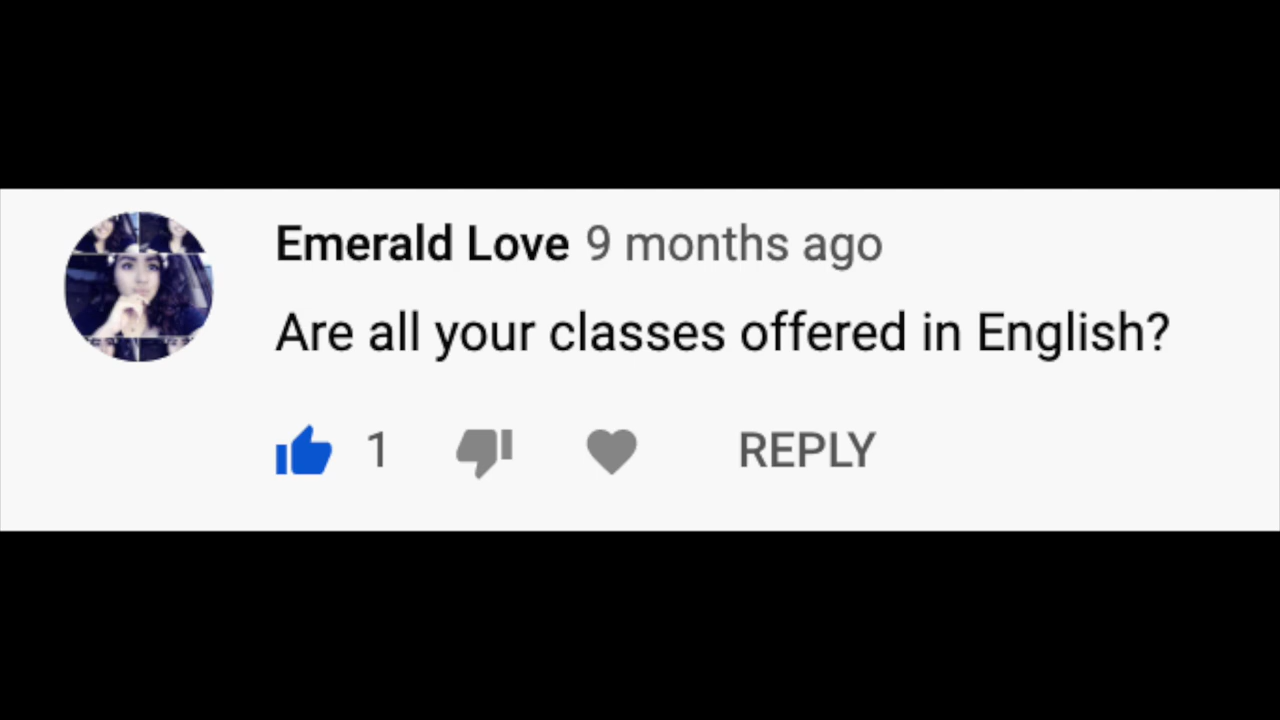 Emerald Love 9 months ago
Are all your classes offered in English?
1 REPLY